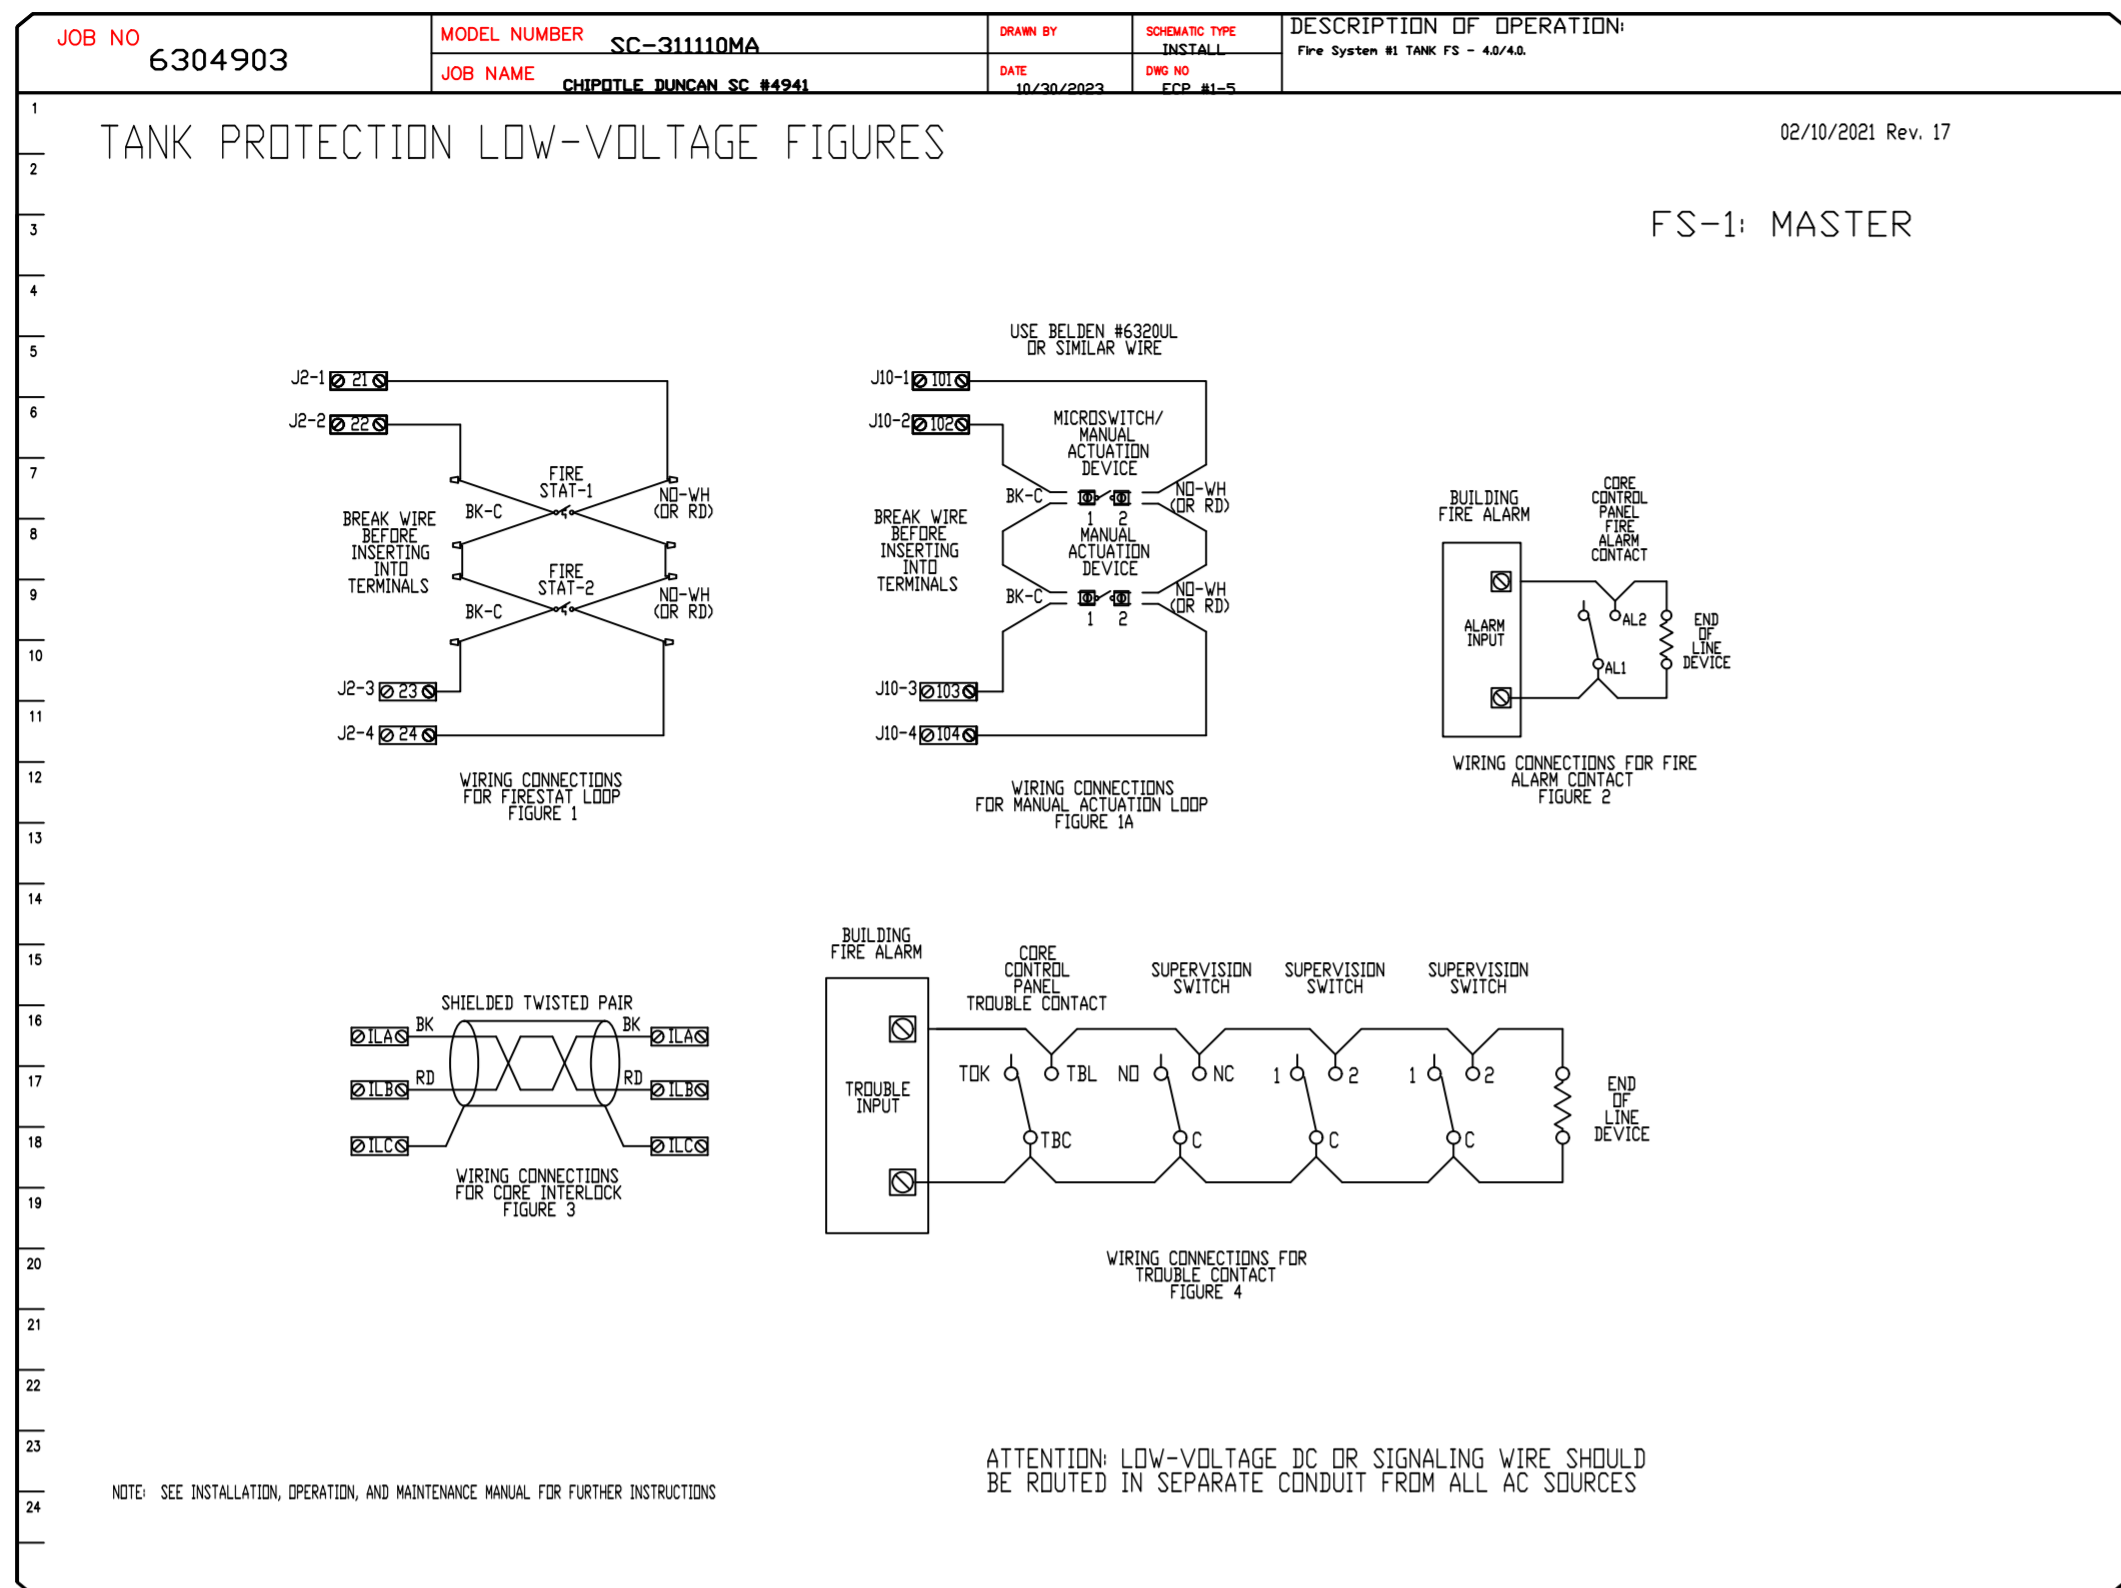 JOB NO
6304903
MODEL NUMBER
SC-311110MA
JOB NAME
CHIPOTLE DUNCAN SC #4941
DRAWN BY
DATE
10/30/2023
SCHEMATIC TYPE
INSTALL
DWG NO
ECP #1-5
DESCRIPTION OF OPERATION:
Fire System #1 TANK FS - 4.0/4.0.
1
2
3
4
5
6
7
8
9
10
11
12
13
14
15
16
17
18
19
20
21
22
23
24
TANK PROTECTION LOW-VOLTAGE FIGURES
02/10/2021 Rev. 17
FS-1: MASTER
J2-1 21
J2-2 22
FIRE
STAT-1
BK-C
NO-WH
(OR RD)
BREAK WIRE
BEFORE
INSERTING
INTO
TERMINALS
FIRE
STAT-2
BK-C
NO-WH
(OR RD)
J2-3 23
J2-4 24
WIRING CONNECTIONS
FOR FIRESTAT LOOP
FIGURE 1
USE BELDEN #6320UL
OR SIMILAR WIRE
J10-1 101
J10-2 102
MICROSWITCH/
MANUAL
ACTUATION
DEVICE
BK-C
NO-WH
(OR RD)
1 2
BREAK WIRE
BEFORE
INSERTING
INTO
TERMINALS
MANUAL
ACTUATION
DEVICE
BK-C
NO-WH
(OR RD)
1 2
J10-3 103
J10-4 104
WIRING CONNECTIONS
FOR MANUAL ACTUATION LOOP
FIGURE 1A
BUILDING
FIRE ALARM
CORE
CONTROL
PANEL
FIRE
ALARM
CONTACT
ALARM
INPUT
AL2
AL1
END
OF
LINE
DEVICE
WIRING CONNECTIONS FOR FIRE
ALARM CONTACT
FIGURE 2
SHIELDED TWISTED PAIR
ILA BK BK ILA
ILB RD RD ILB
ILC ILC
WIRING CONNECTIONS
FOR CORE INTERLOCK
FIGURE 3
BUILDING
FIRE ALARM
CORE
CONTROL
PANEL
TROUBLE CONTACT
SUPERVISION
SWITCH
SUPERVISION
SWITCH
SUPERVISION
SWITCH
TROUBLE
INPUT
TOK TBL NO NC 1 2 1 2
TBC C C C
END
OF
LINE
DEVICE
WIRING CONNECTIONS FOR
TROUBLE CONTACT
FIGURE 4
ATTENTION: LOW-VOLTAGE DC OR SIGNALING WIRE SHOULD
BE ROUTED IN SEPARATE CONDUIT FROM ALL AC SOURCES
NOTE: SEE INSTALLATION, OPERATION, AND MAINTENANCE MANUAL FOR FURTHER INSTRUCTIONS